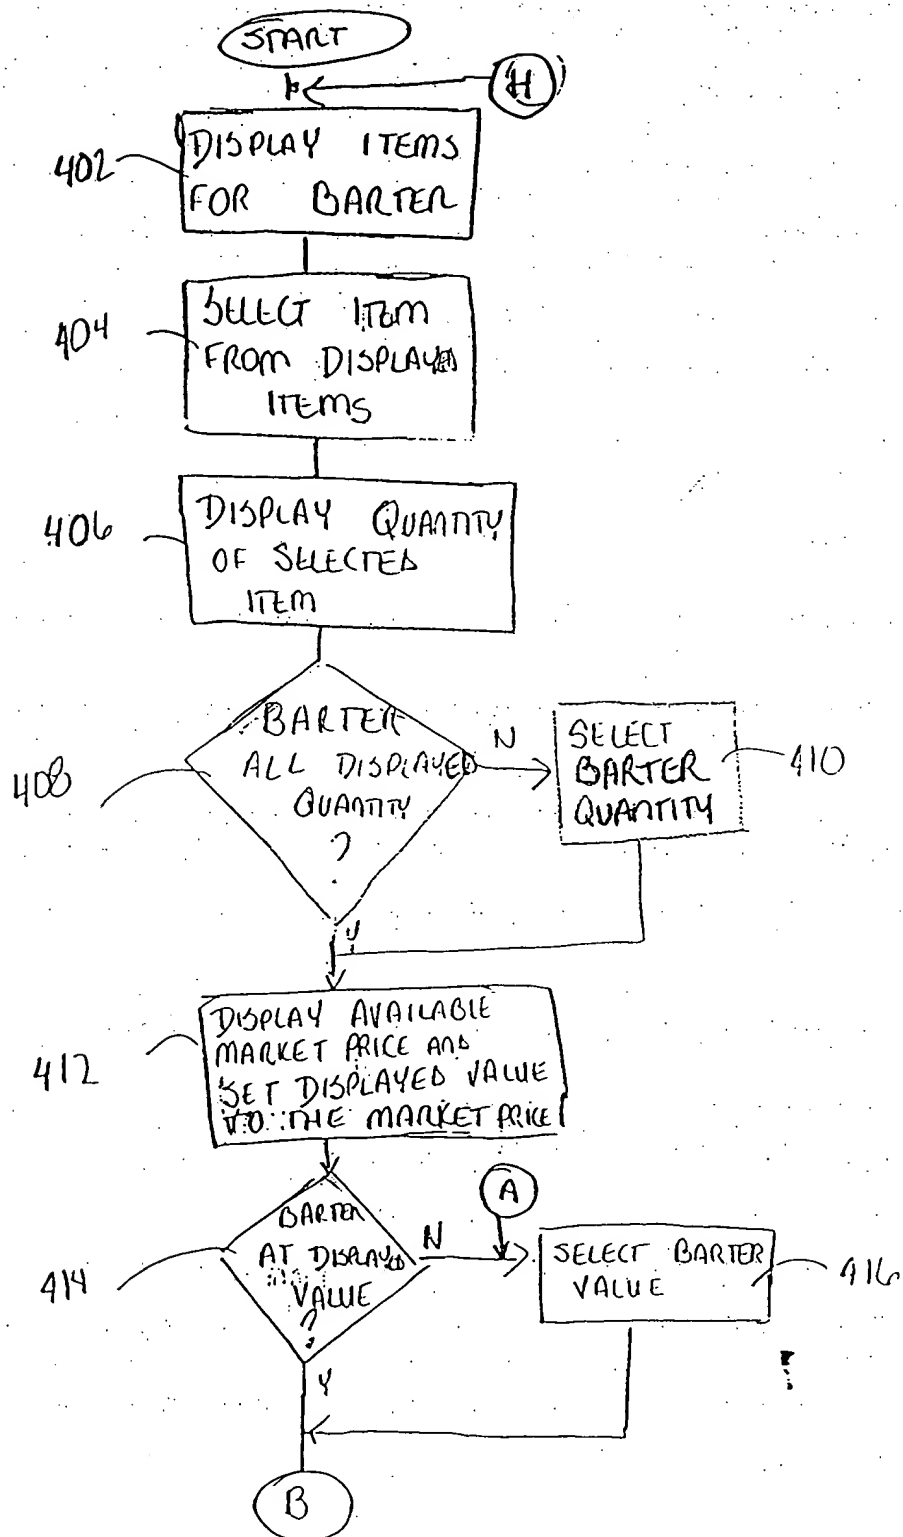 START
H
402
DISPLAY ITEMS
FOR BARTER
404
SELECT ITEM
FROM DISPLAYED
ITEMS
406
DISPLAY QUANTITY
OF SELECTED
ITEM
408
BARTER
ALL DISPLAYED
QUANTITY
?
N
SELECT
BARTER
QUANTITY
410
Y
412
DISPLAY AVAILABLE
MARKET PRICE AND
SET DISPLAYED VALUE
TO THE MARKET PRICE
A
414
BARTER
AT DISPLAYED
VALUE
?
N
SELECT BARTER
VALUE
416
Y
B